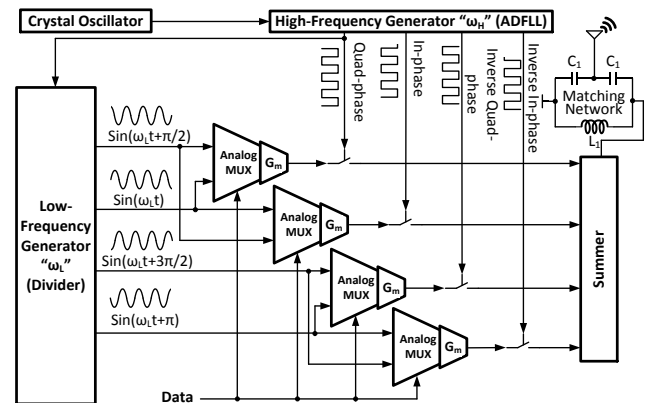 Crystal Oscillator
High-Frequency Generator “ωH” (ADFLL)
Quad-phase
In-phase
Inverse Quad-
phase
Inverse In-phase
C₁
C₁
Matching
Network
L₁
Low-
Frequency
Generator
“ωL”
(Divider)
Sin(ωLt+π/2)
Sin(ωLt)
Sin(ωLt+3π/2)
Sin(ωLt+π)
Analog
MUX
Gm
Analog
MUX
Gm
Analog
MUX
Gm
Analog
MUX
Gm
Summer
Data